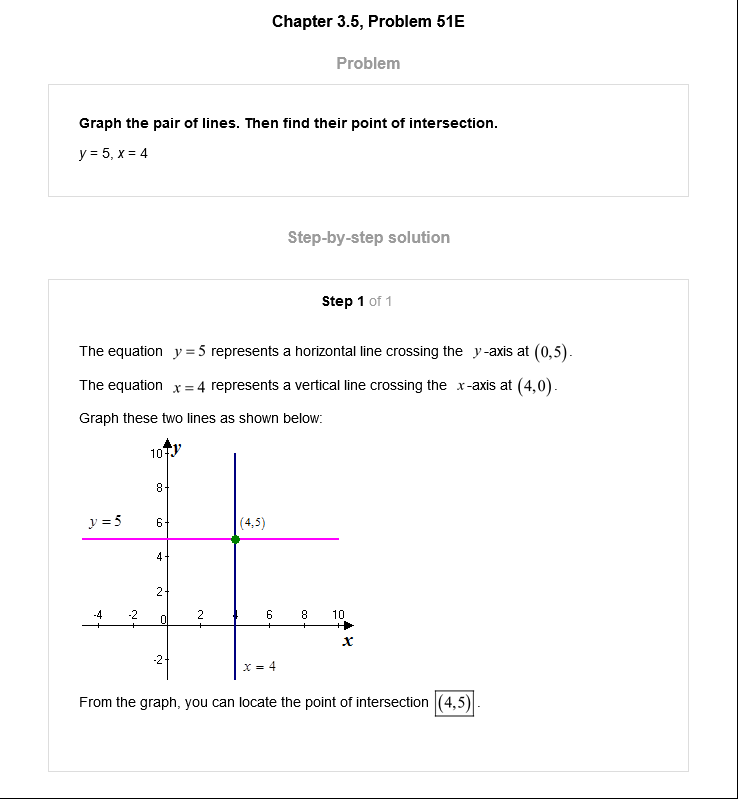 Chapter 3.5, Problem 51E
Problem
Graph the pair of lines. Then find their point of intersection.
y = 5, x = 4
Step-by-step solution
Step 1 of 1
The equation y = 5 represents a horizontal line crossing the y-axis at (0,5).
The equation x = 4 represents a vertical line crossing the x-axis at (4,0).
Graph these two lines as shown below:
10 y
8
y = 5 6 (4,5)
4
2
-4 -2 0 2 4 6 8 10
x
-2 x = 4
From the graph, you can locate the point of intersection (4,5).